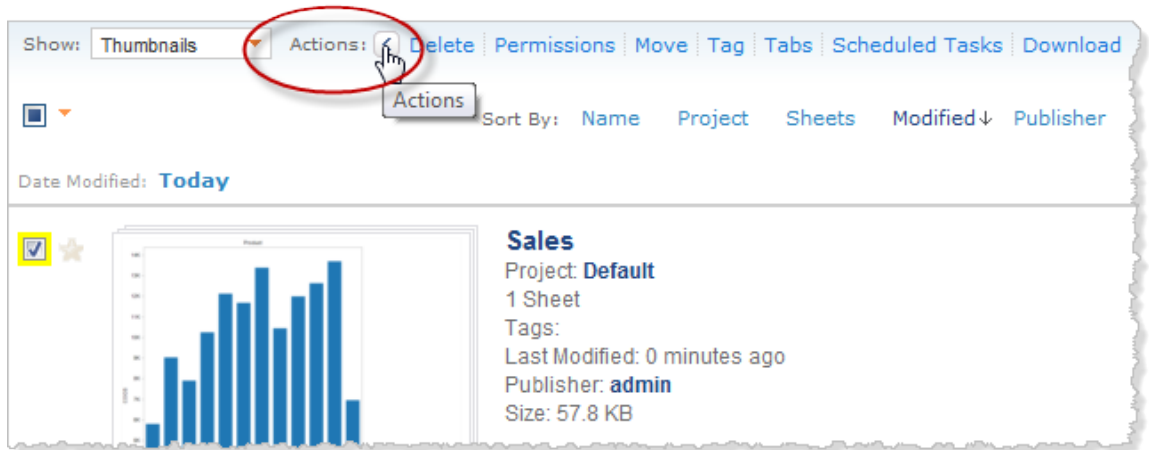 Show: Thumbnails Actions: Delete Permissions Move Tag Tabs Scheduled Tasks Download
Actions
Sort By: Name Project Sheets Modified↓ Publisher
Date Modified: Today
Sales
Project: Default
1 Sheet
Tags:
Last Modified: 0 minutes ago
Publisher: admin
Size: 57.8 KB